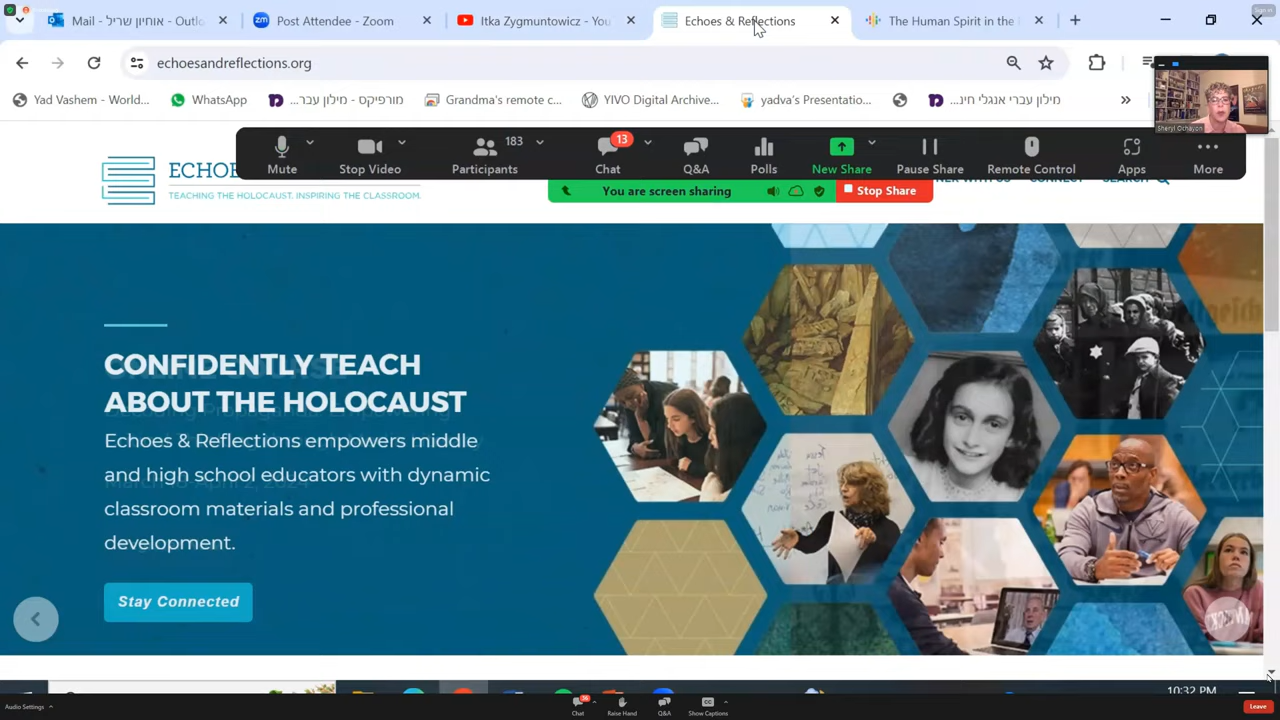 Sign in
Mail - אוחיון שריל - Outlo
Post Attendee - Zoom
Itka Zygmuntowicz - You
Echoes & Reflections
The Human Spirit in the
echoesandreflections.org
Yad Vashem - World...
WhatsApp
מורפיקס - מילון עבר...
Grandma's remote c...
YIVO Digital Archive...
yadva's Presentatio...
מילון עברי אנגלי חינ...
Sheryl Ochayon
Mute
Stop Video
183
Participants
13
Chat
Q&A
Polls
New Share
Pause Share
Remote Control
Apps
More
ECHOE
TEACHING THE HOLOCAUST. INSPIRING THE CLASSROOM.
You are screen sharing
Stop Share
CONFIDENTLY TEACH
ABOUT THE HOLOCAUST
Echoes & Reflections empowers middle
and high school educators with dynamic
classroom materials and professional
development.
Stay Connected
10:32 PM
Audio Settings
Chat
Raise Hand
Q&A
Show Captions
Leave